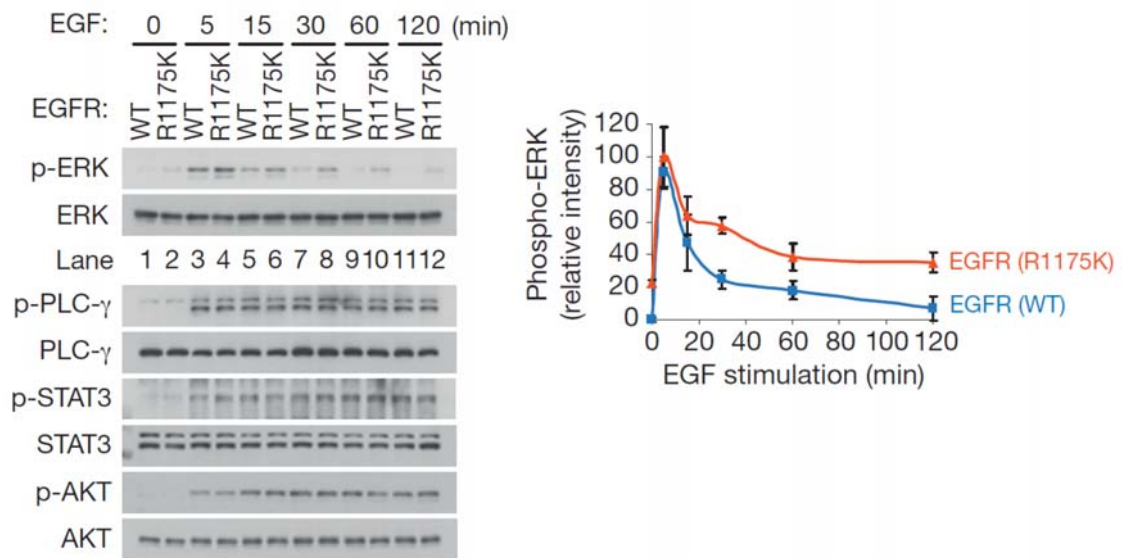 EGF: 0 5 15 30 60 120 (min)
EGFR: WT R1175K WT R1175K WT R1175K WT R1175K WT R1175K WT R1175K
p-ERK
ERK
Lane 1 2 3 4 5 6 7 8 9 10 11 12
p-PLC-γ
PLC-γ
p-STAT3
STAT3
p-AKT
AKT
Phospho-ERK
(relative intensity)
120
100
80
60
40
20
0
0 20 40 60 80 100 120
EGF stimulation (min)
EGFR (R1175K)
EGFR (WT)